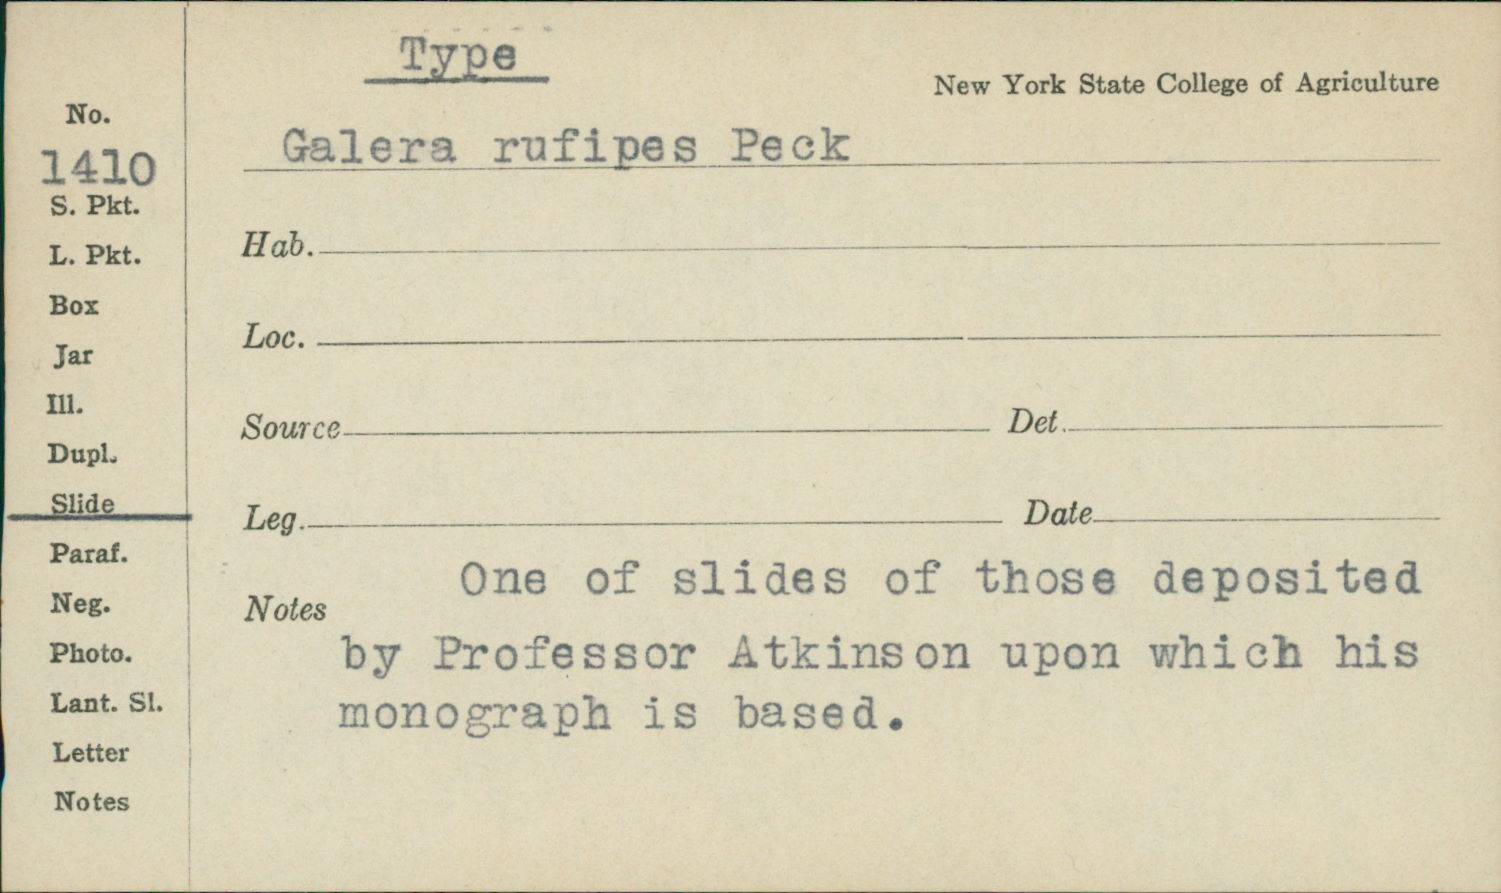 Type
New York State College of Agriculture
No.
1410
Galera rufipes Peck
S. Pkt.
L. Pkt.
Box
Jar
Ill.
Dupl.
Slide
Paraf.
Neg.
Photo.
Lant. Sl.
Letter
Notes
Hab.
Loc.
Source Det.
Leg. Date
Notes One of slides of those deposited
by Professor Atkinson upon which his
monograph is based.